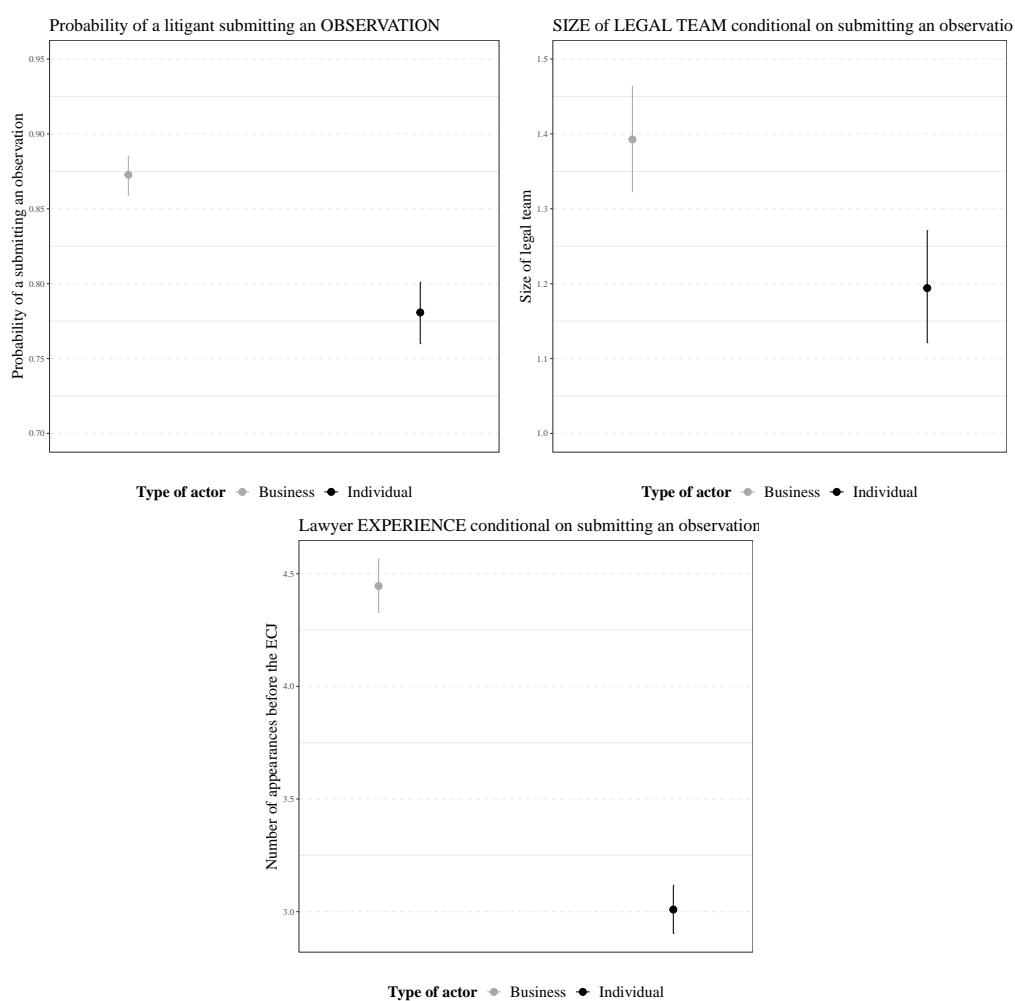 Probability of a litigant submitting an OBSERVATION
Probability of a submitting an observation
0.95
0.90
0.85
0.80
0.75
0.70
Type of actor Business Individual
SIZE of LEGAL TEAM conditional on submitting an observatio
Size of legal team
1.5
1.4
1.3
1.2
1.1
1.0
Type of actor Business Individual
Lawyer EXPERIENCE conditional on submitting an observation
Number of appearances before the ECJ
4.5
4.0
3.5
3.0
Type of actor Business Individual